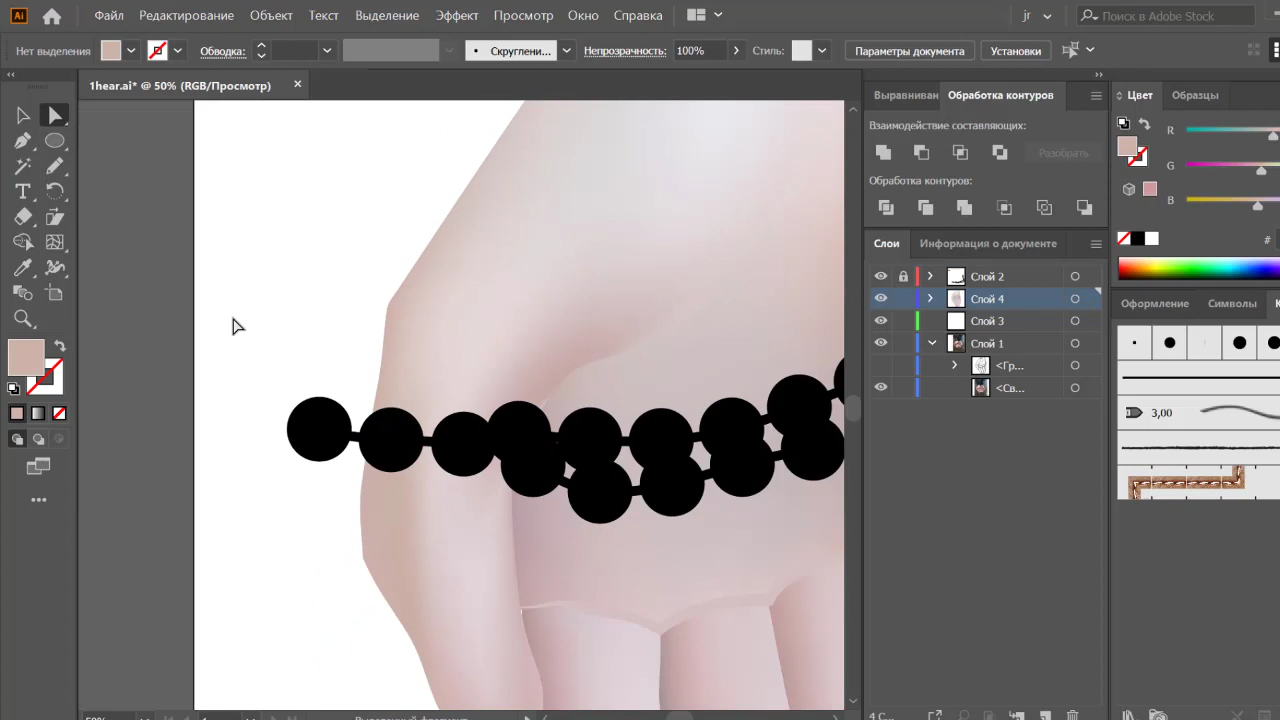 Ai Файл Редактирование Объект Текст Выделение Эффект Просмотр Окно Справка jr Поиск в Adobe Stock
Нет выделения Обводка: Скруглени... Непрозрачность: 100% Стиль: Параметры документа Установки
1hear.ai* @ 50% (RGB/Просмотр)
Выравниван Обработка контуров Цвет Образцы
Взаимодействие составляющих:
R
Разобрать
G
Обработка контуров:
B
Слои Информация о документе
#
Слой 2
Слой 4
Оформление Символы
Слой 3
Слой 1
<Гр...
<Св...
3,00